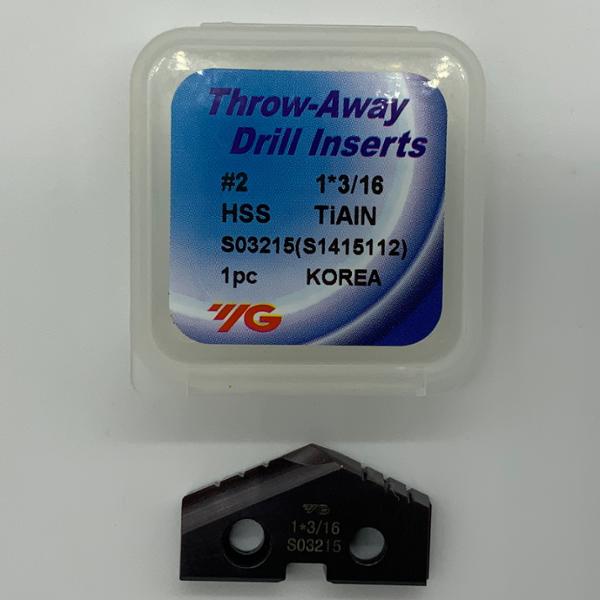 Throw-Away
Drill Inserts
#2 1*3/16
HSS TiAlN
S03215(S1415112)
1pc KOREA
YG
YG
1*3/16
S03215